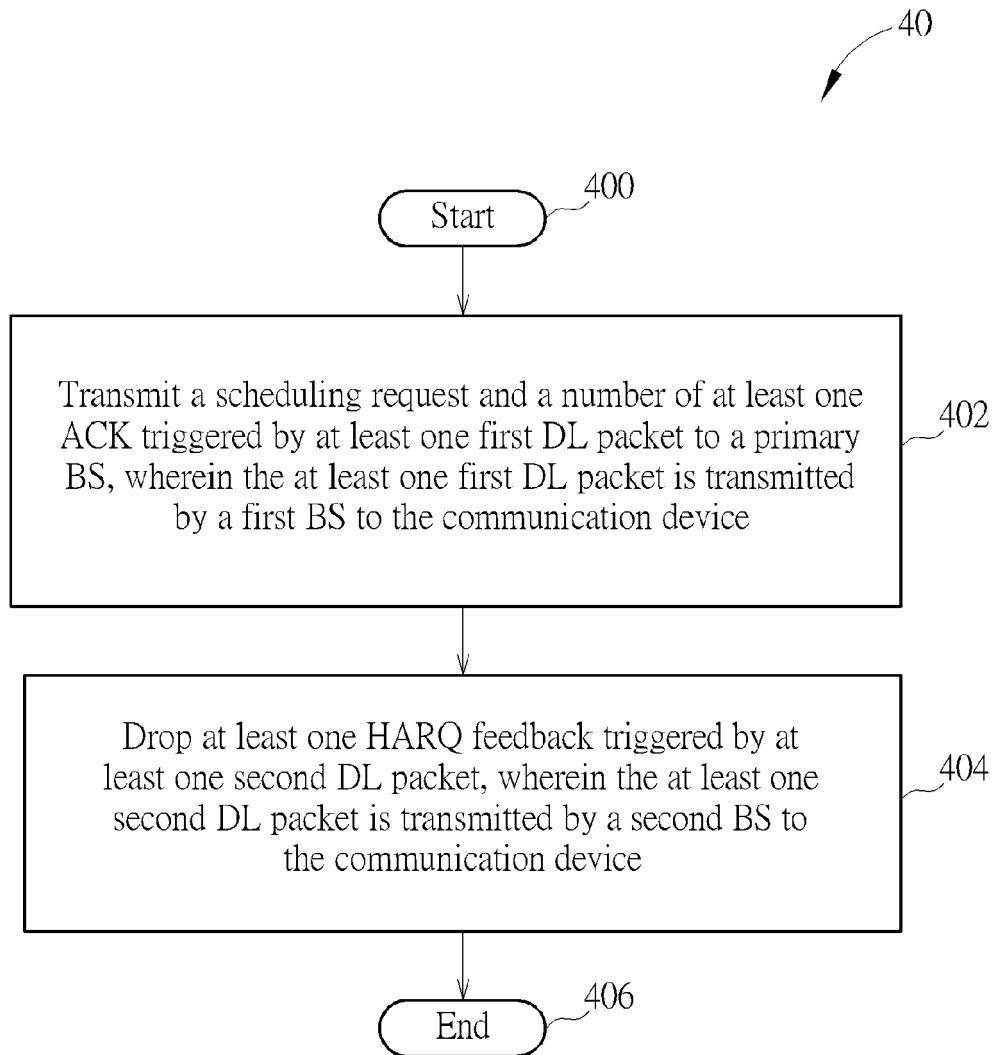 40
Start
400
Transmit a scheduling request and a number of at least one
ACK triggered by at least one first DL packet to a primary
BS, wherein the at least one first DL packet is transmitted
by a first BS to the communication device
402
Drop at least one HARQ feedback triggered by at
least one second DL packet, wherein the at least one
second DL packet is transmitted by a second BS to
the communication device
404
End
406